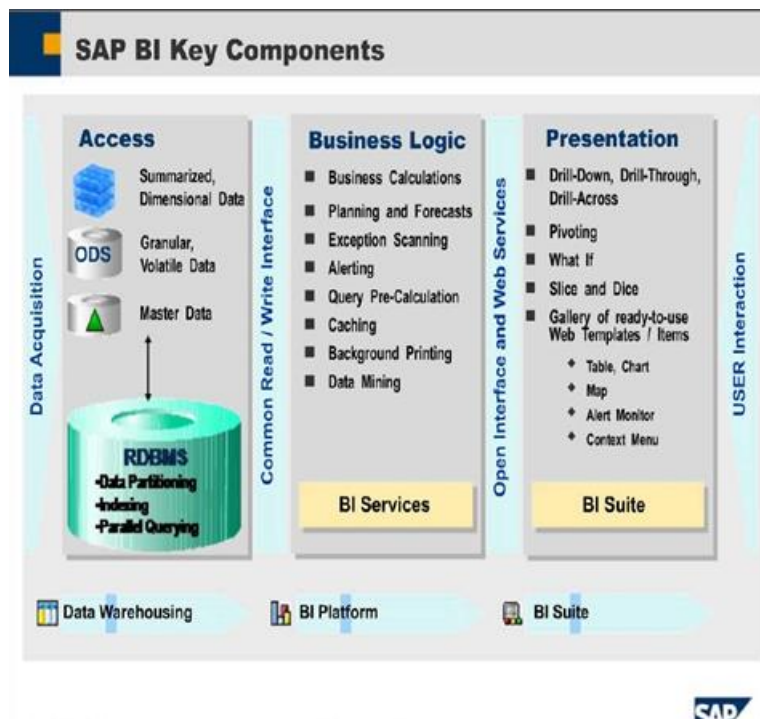 SAP BI Key Components
Data Acquisition
Access
Summarized,
Dimensional Data
ODS
Granular,
Volatile Data
Master Data
RDBMS
•Data Partitioning
•Indexing
•Parallel Querying
Common Read / Write Interface
Business Logic
Business Calculations
Planning and Forecasts
Exception Scanning
Alerting
Query Pre-Calculation
Caching
Background Printing
Data Mining
BI Services
Open Interface and Web Services
Presentation
Drill-Down, Drill-Through,
Drill-Across
Pivoting
What If
Slice and Dice
Gallery of ready-to-use
Web Templates / Items
Table, Chart
Map
Alert Monitor
Context Menu
BI Suite
USER Interaction
Data Warehousing
BI Platform
BI Suite
SAP